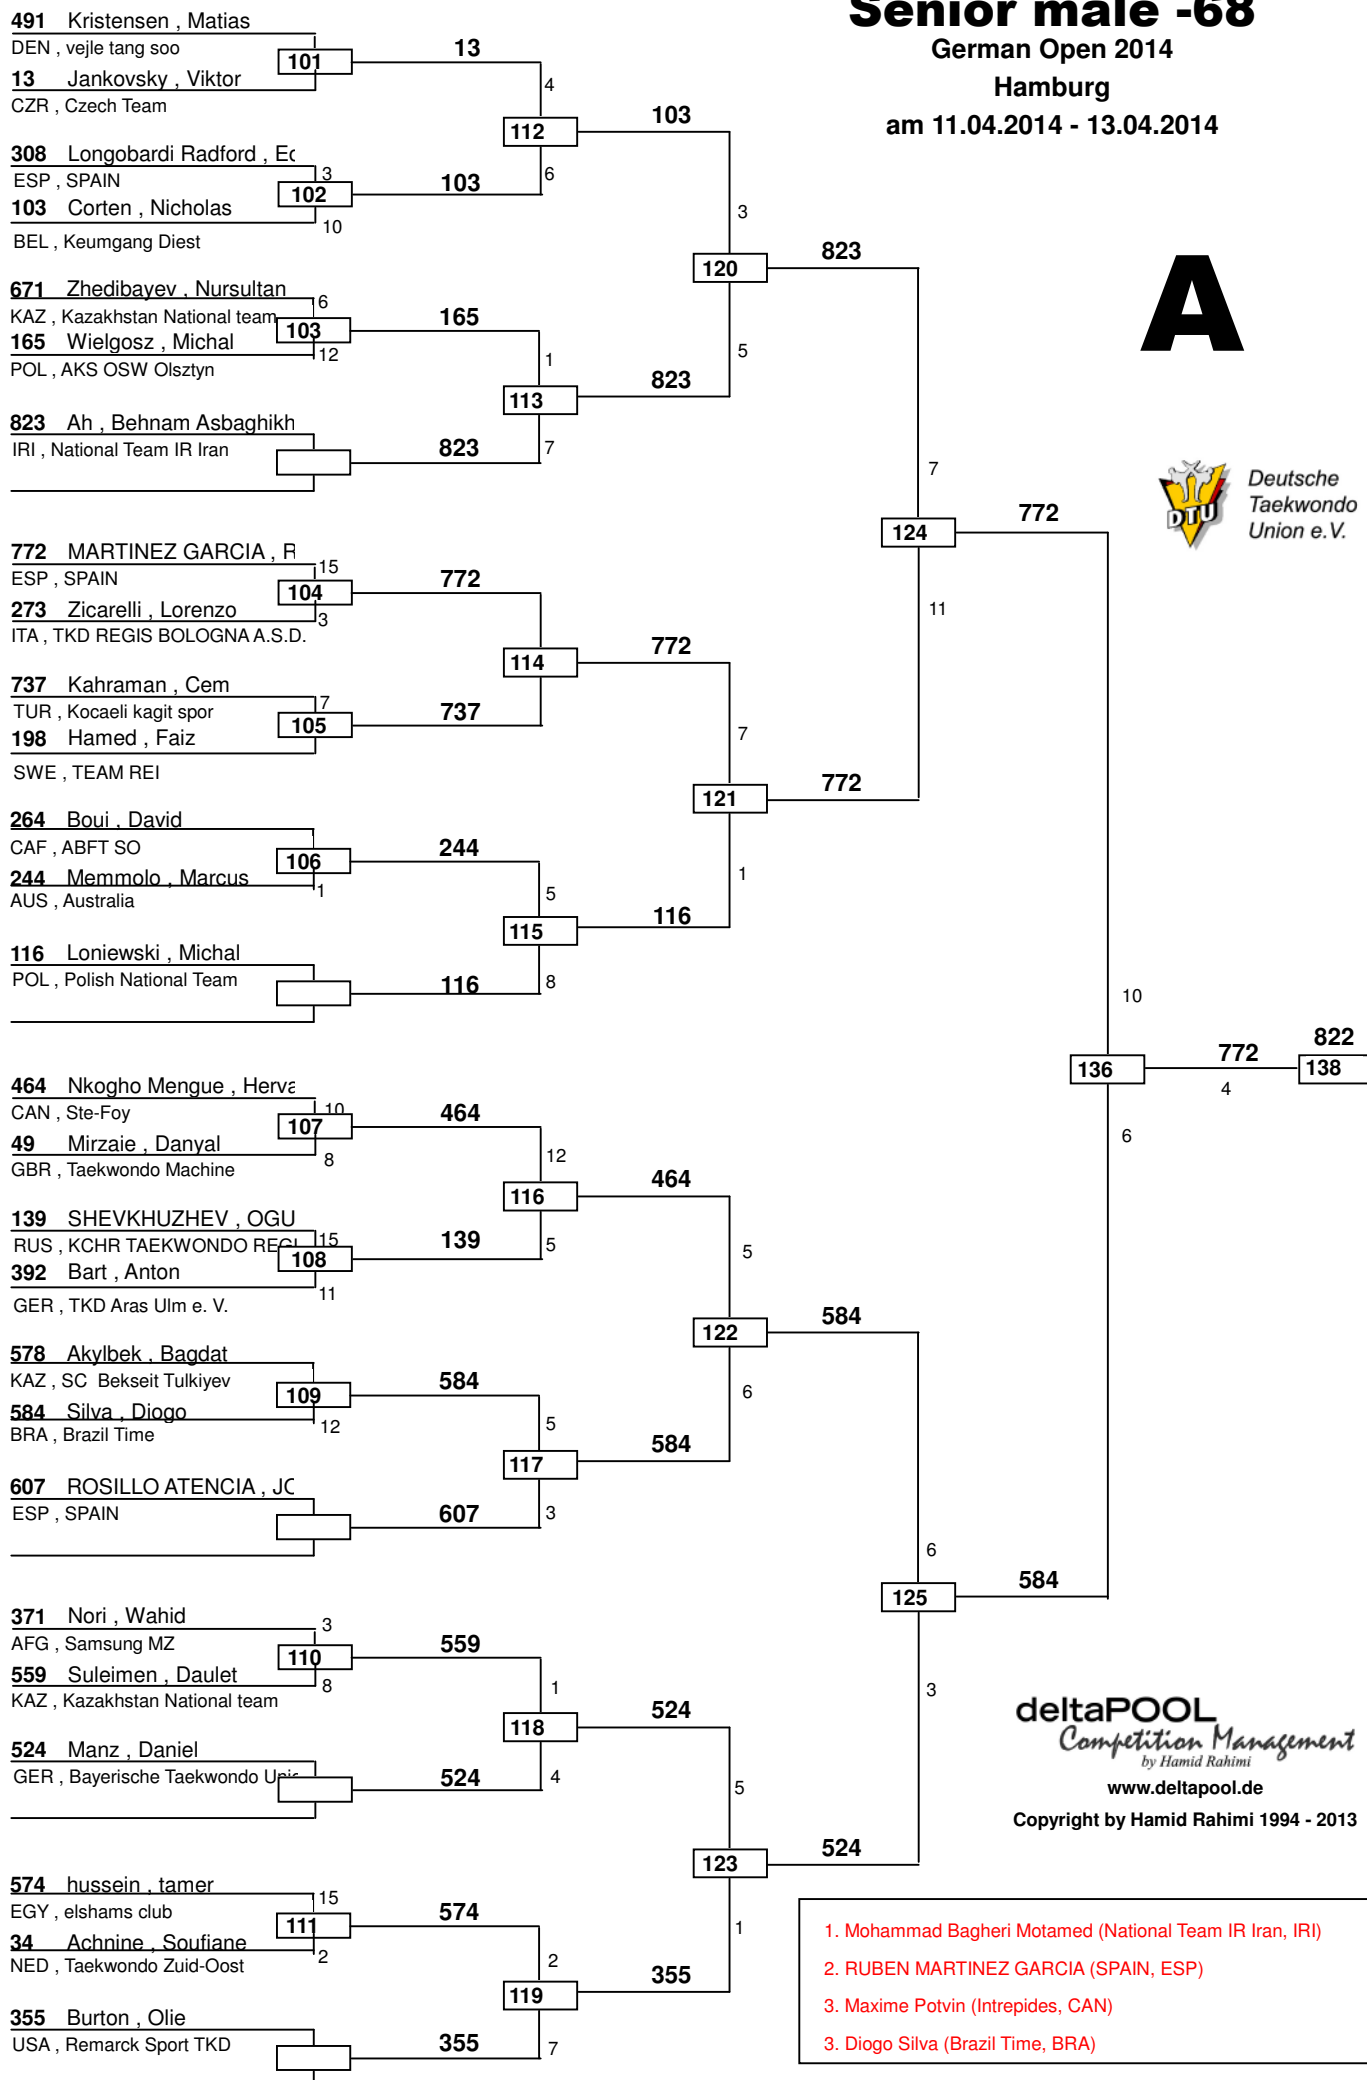 Senior male -68
German Open 2014
Hamburg
am 11.04.2014 - 13.04.2014
A
DTU
Deutsche
Taekwondo
Union e.V.
491 Kristensen , Matias
DEN , vejle tang soo
101
13 Jankovsky , Viktor
CZR , Czech Team
308 Longobardi Radford , Ec
3
ESP , SPAIN
102
103 Corten , Nicholas
10
BEL , Keumgang Diest
671 Zhedibayev , Nursultan
6
KAZ , Kazakhstan National team
103
165 Wielgosz , Michal
12
POL , AKS OSW Olsztyn
823 Ah , Behnam Asbaghikh
IRI , National Team IR Iran
772 MARTINEZ GARCIA , R
15
ESP , SPAIN
104
273 Zicarelli , Lorenzo
3
ITA , TKD REGIS BOLOGNA A.S.D.
737 Kahraman , Cem
7
TUR , Kocaeli kagit spor
105
198 Hamed , Faiz
SWE , TEAM REI
264 Boui , David
CAF , ABFT SO
106
244 Memmolo , Marcus
1
AUS , Australia
116 Loniewski , Michal
POL , Polish National Team
464 Nkogho Mengue , Herva
10
CAN , Ste-Foy
107
49 Mirzaie , Danyal
8
GBR , Taekwondo Machine
139 SHEVKHUZHEV , OGU
15
RUS , KCHR TAEKWONDO REGI
108
392 Bart , Anton
11
GER , TKD Aras Ulm e. V.
578 Akylbek , Bagdat
KAZ , SC Bekseit Tulkiyev
109
584 Silva , Diogo
12
BRA , Brazil Time
607 ROSILLO ATENCIA , JC
ESP , SPAIN
371 Nori , Wahid
3
AFG , Samsung MZ
110
559 Suleimen , Daulet
8
KAZ , Kazakhstan National team
524 Manz , Daniel
GER , Bayerische Taekwondo Unio
574 hussein , tamer
15
EGY , elshams club
111
34 Achnine , Soufiane
2
NED , Taekwondo Zuid-Oost
355 Burton , Olie
USA , Remarck Sport TKD
13
4
112
103
6
165
1
113
823
7
772
114
737
244
5
115
116
8
464
12
116
139
5
584
5
117
607
3
559
1
118
524
4
574
2
119
355
7
103
3
120
823
5
772
7
121
116
1
464
5
122
584
6
524
5
123
355
1
823
7
124
772
11
584
6
125
524
3
772
10
136
584
6
772
4
822
138
deltaPOOL
Competition Management
by Hamid Rahimi
www.deltapool.de
Copyright by Hamid Rahimi 1994 - 2013
1. Mohammad Bagheri Motamed (National Team IR Iran, IRI)
2. RUBEN MARTINEZ GARCIA (SPAIN, ESP)
3. Maxime Potvin (Intrepides, CAN)
3. Diogo Silva (Brazil Time, BRA)